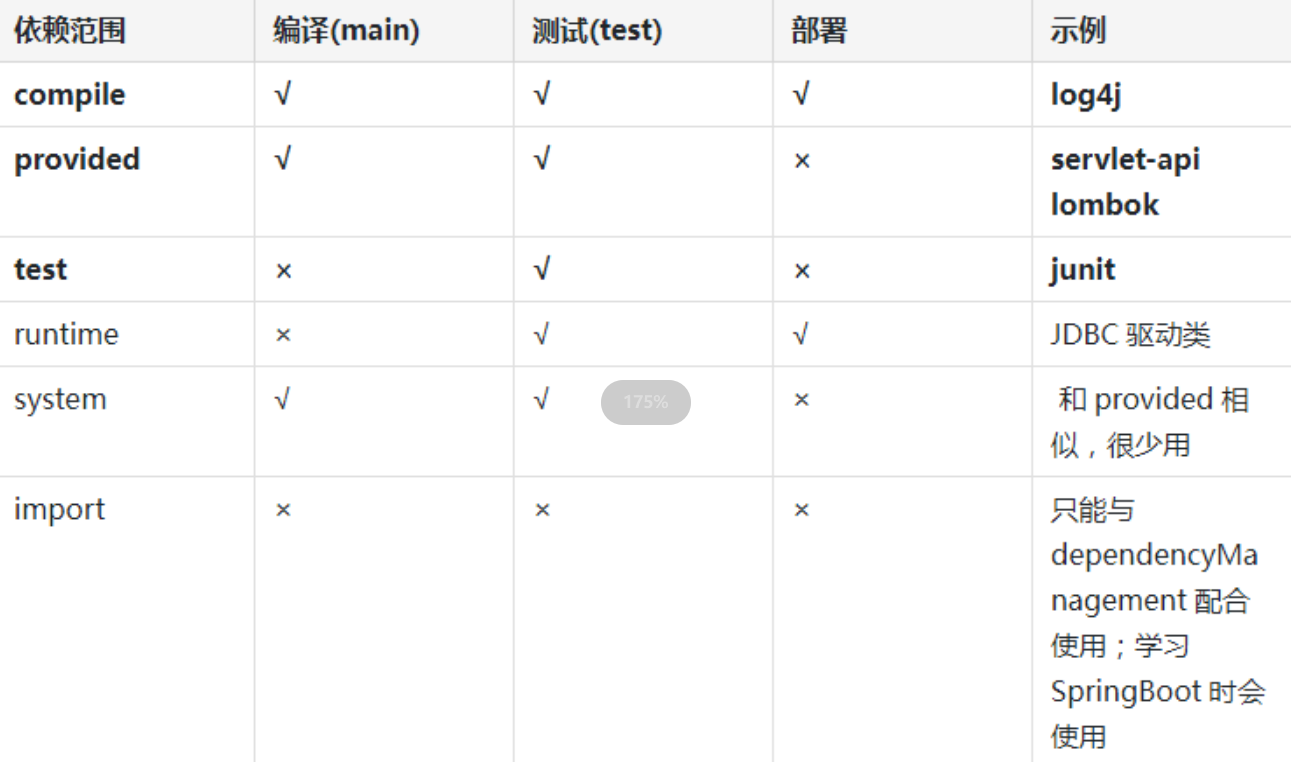 依赖范围 编译(main) 测试(test) 部署 示例
compile √ √ √ log4j
provided √ √ × servlet-api
lombok
test × √ × junit
runtime × √ √ JDBC 驱动类
system √ √ × 和 provided 相
175%
似，很少用
import × × × 只能与
dependencyMa
nagement 配合
使用；学习
SpringBoot 时会
使用